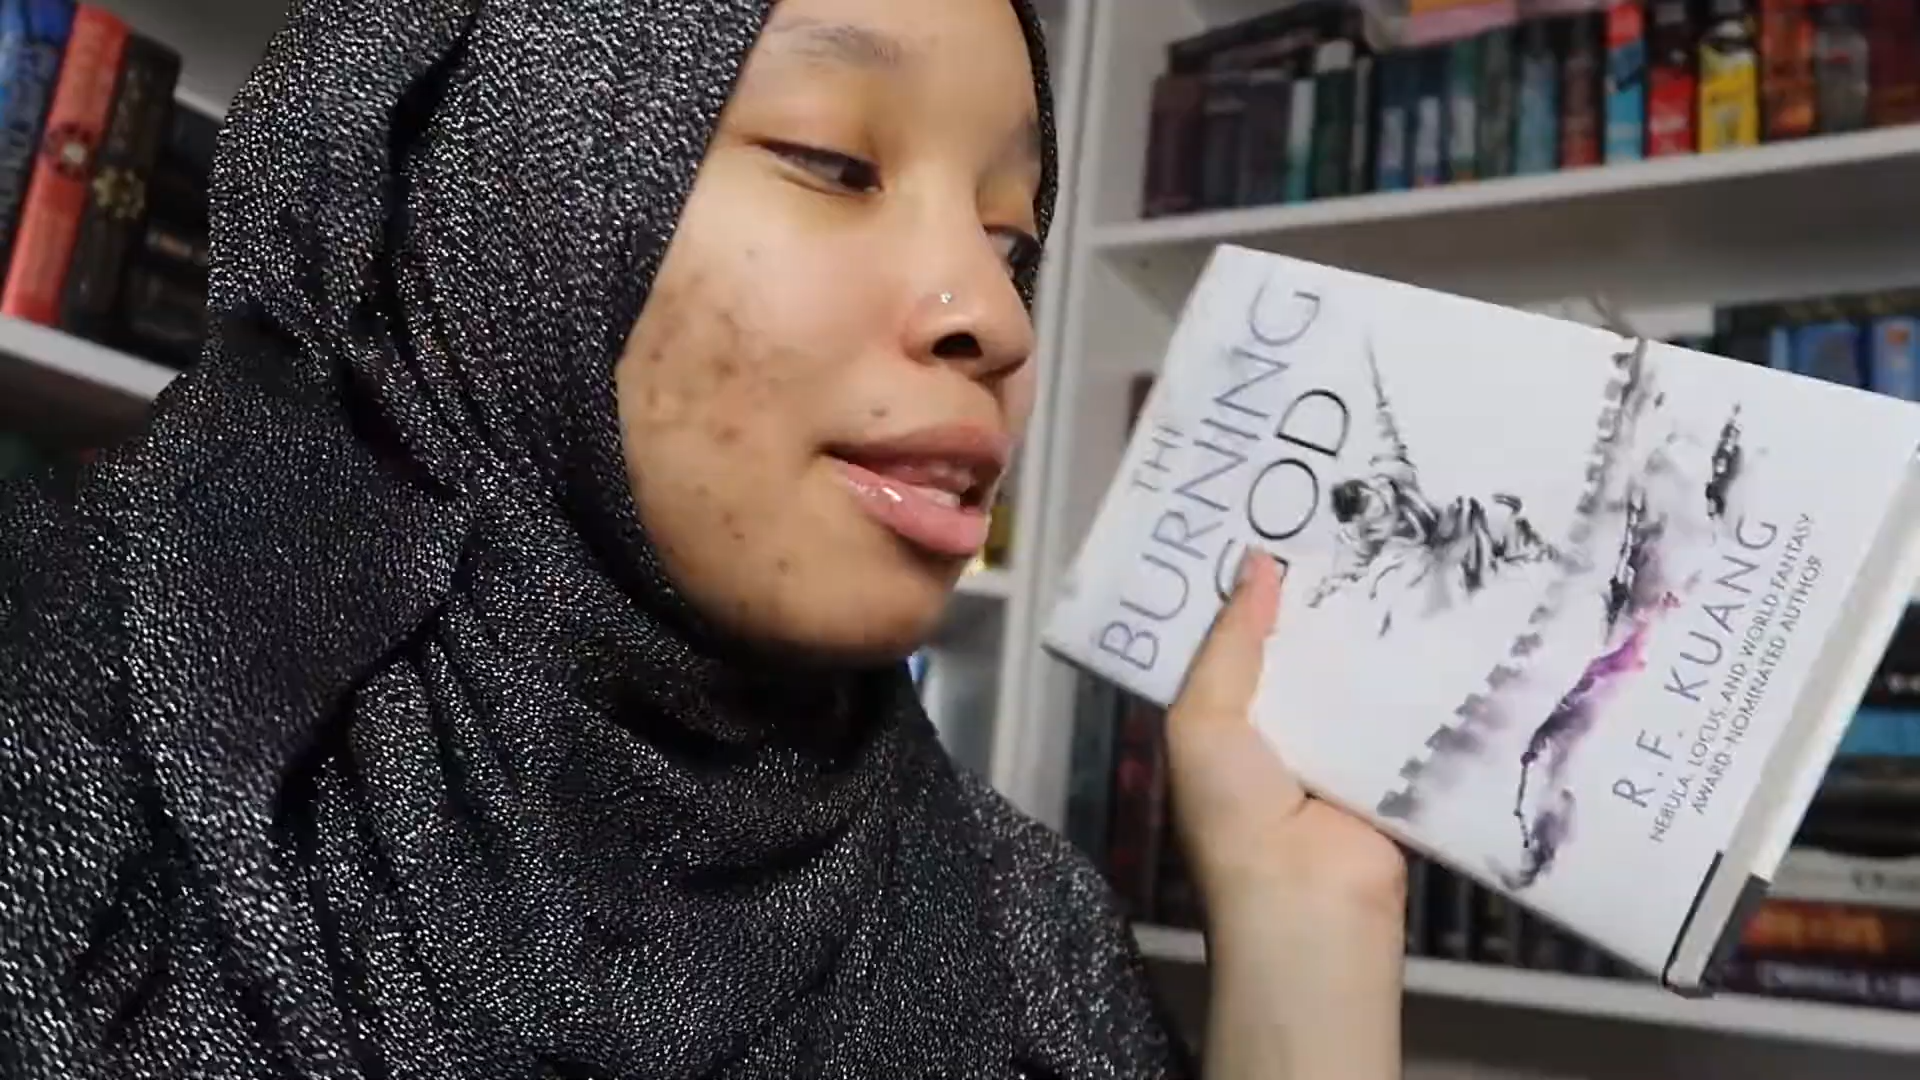 THE
BURNING
GOD
R.F. KUANG
NEBULA, LOCUS, AND WORLD FANTASY
AWARD-NOMINATED AUTHOR